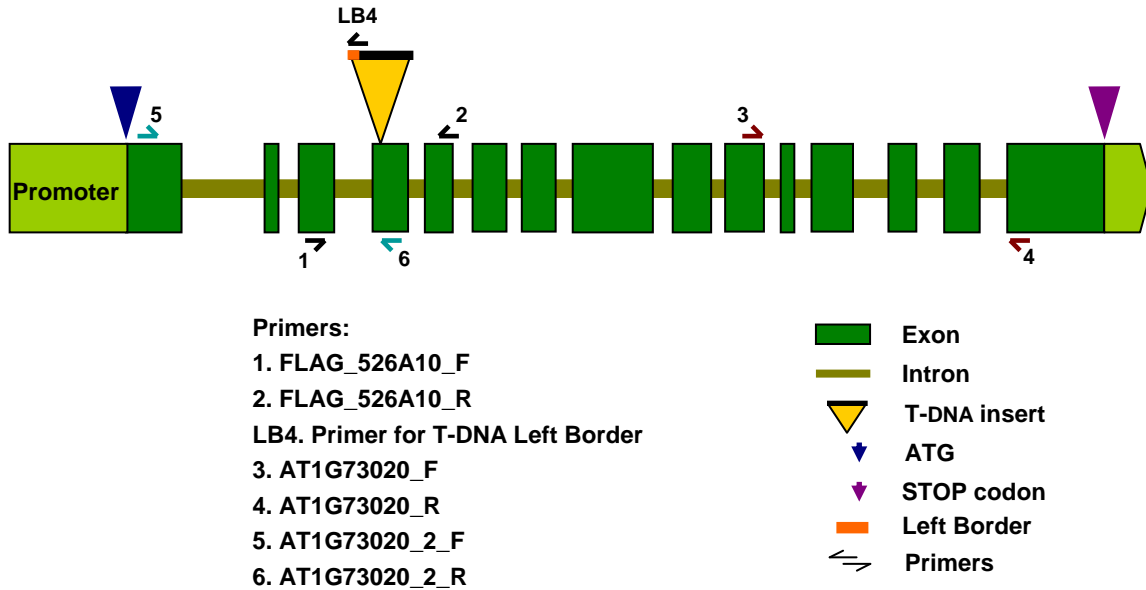 LB4
5
2
3
Promoter
1
6
4
Primers:
1. FLAG_526A10_F
2. FLAG_526A10_R
LB4. Primer for T-DNA Left Border
3. AT1G73020_F
4. AT1G73020_R
5. AT1G73020_2_F
6. AT1G73020_2_R
Exon
Intron
T-DNA insert
ATG
STOP codon
Left Border
Primers